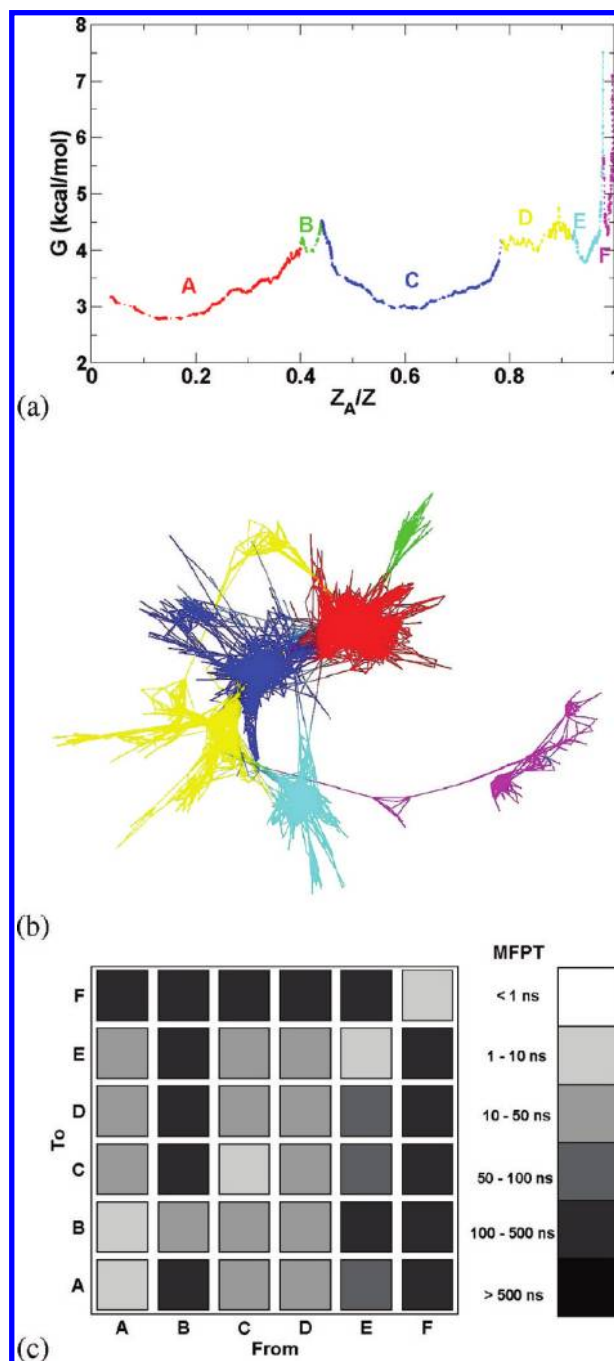 8
7
6
5
4
3
2
G (kcal/mol)
A
B
C
D
E
F
0
0.2
0.4
0.6
0.8
1
Z_A/Z
(a)
(b)
MFPT
F
E
D
C
B
A
To
< 1 ns
1 - 10 ns
10 - 50 ns
50 - 100 ns
100 - 500 ns
> 500 ns
A B C D E F
From
(c)